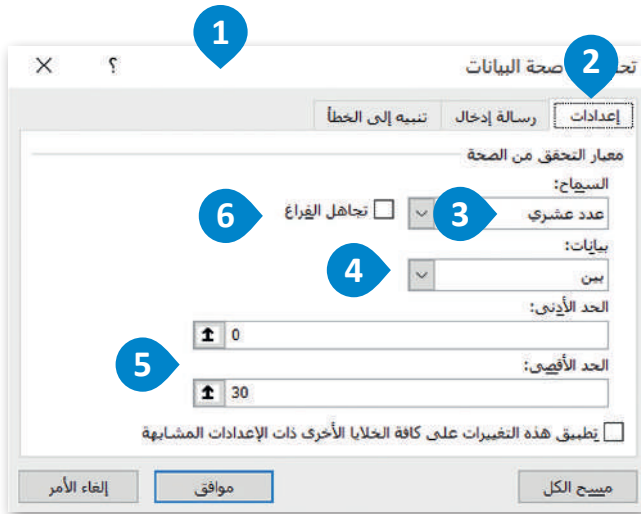 1
تحـ 2 صحة البيانات ؟ ×
إعدادات رسالة إدخال تنبيه إلى الخطأ
معيار التحقق من الصحة
السماح:
عدد عشري 3 تجاهل الفراغ 6
بيانات:
بين 4
الحد الأدنى:
0
5
الحد الأقصى:
30
تطبيق هذه التغييرات على كافة الخلايا الأخرى ذات الإعدادات المشابهة
مسح الكل موافق إلغاء الأمر